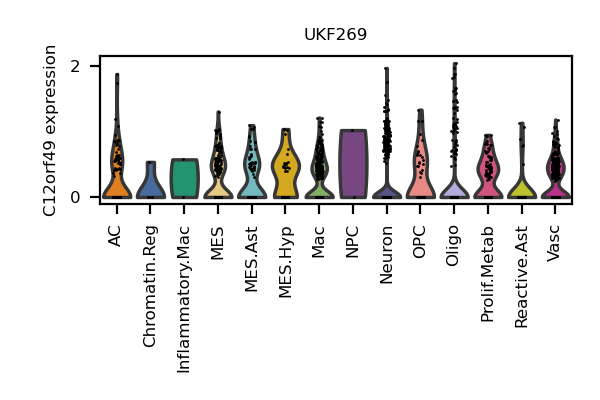 UKF269
C12orf49 expression
2
0
AC
Chromatin.Reg
Inflammatory.Mac
MES
MES.Ast
MES.Hyp
Mac
NPC
Neuron
OPC
Oligo
Prolif.Metab
Reactive.Ast
Vasc